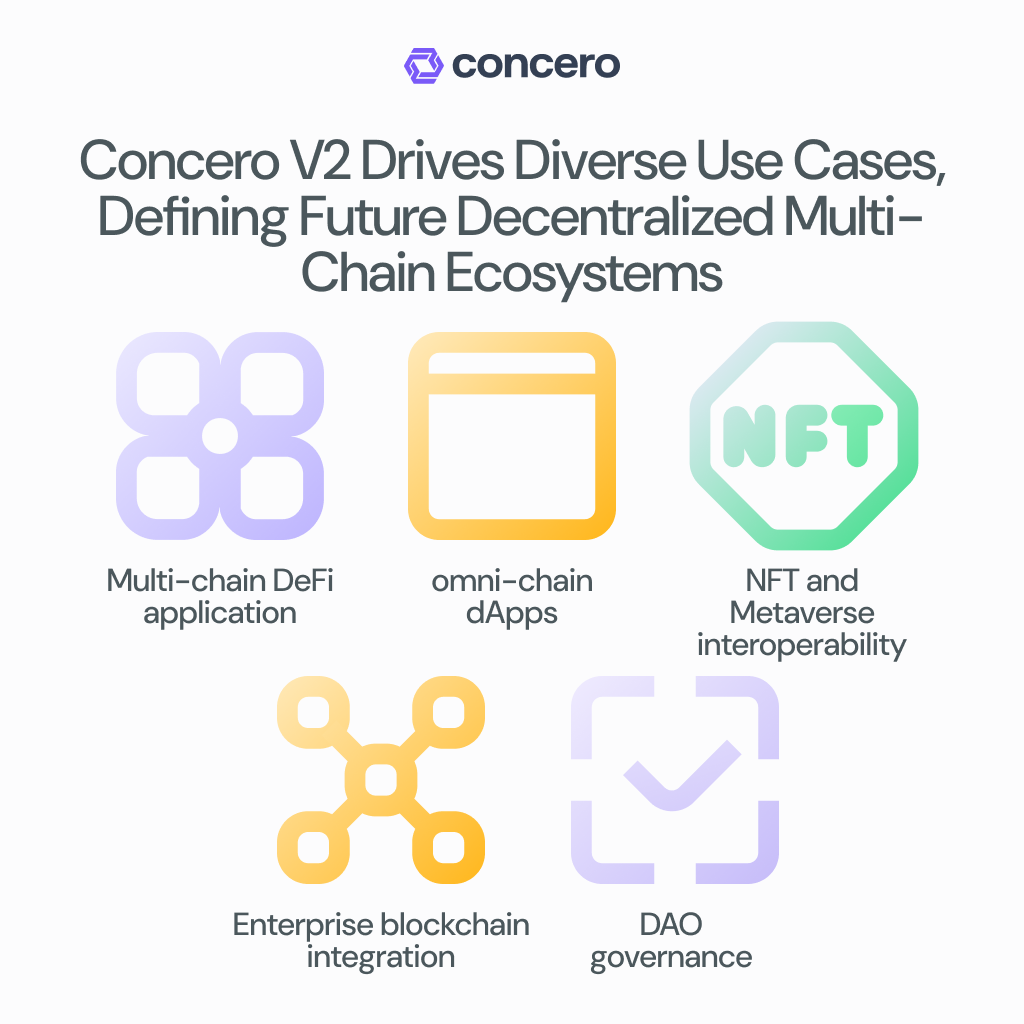 concero
Concero V2 Drives Diverse Use Cases,
Defining Future Decentralized Multi-
Chain Ecosystems
NFT
Multi-chain DeFi
application
omni-chain
dApps
NFT and
Metaverse
interoperability
Enterprise blockchain
integration
DAO
governance